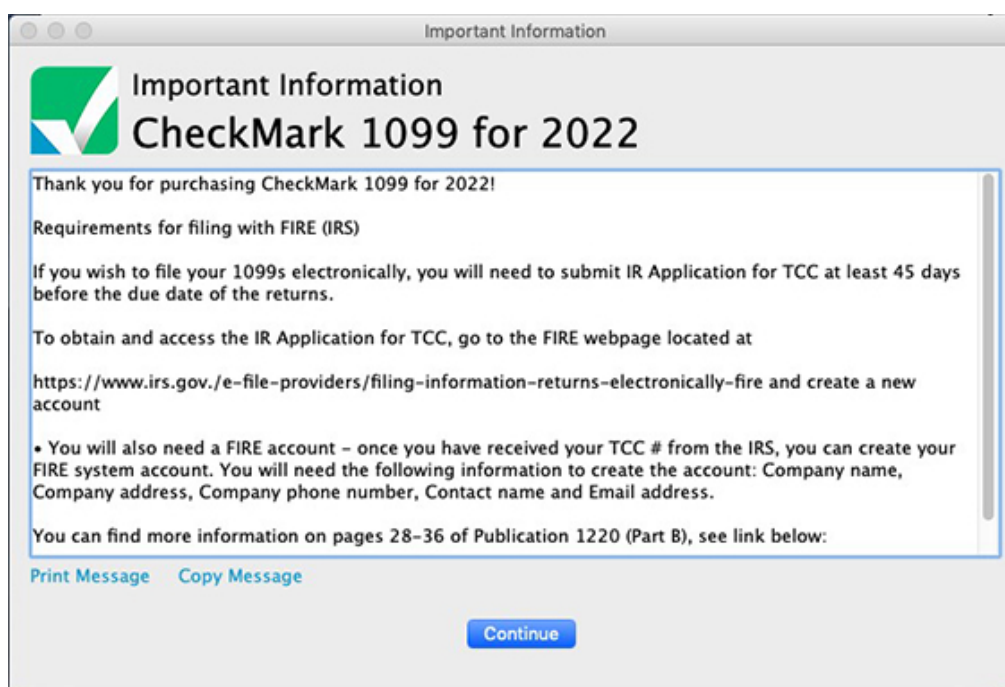 Important Information
Important Information
CheckMark 1099 for 2022
Thank you for purchasing CheckMark 1099 for 2022!
Requirements for filing with FIRE (IRS)
If you wish to file your 1099s electronically, you will need to submit IR Application for TCC at least 45 days
before the due date of the returns.
To obtain and access the IR Application for TCC, go to the FIRE webpage located at
https://www.irs.gov./e-file-providers/filing-information-returns-electronically-fire and create a new
account
• You will also need a FIRE account – once you have received your TCC # from the IRS, you can create your
FIRE system account. You will need the following information to create the account: Company name,
Company address, Company phone number, Contact name and Email address.
You can find more information on pages 28-36 of Publication 1220 (Part B), see link below:
Print Message Copy Message
Continue